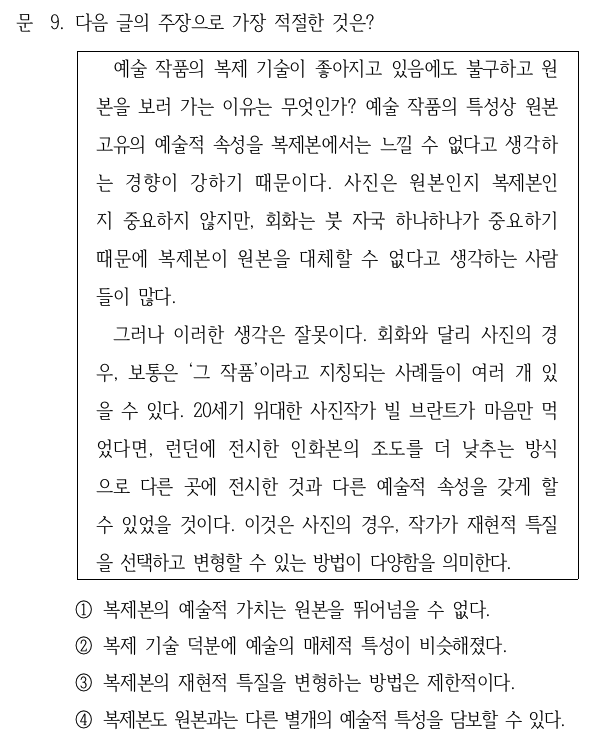 문 9. 다음 글의 주장으로 가장 적절한 것은?
예술 작품의 복제 기술이 좋아지고 있음에도 불구하고 원
본을 보러 가는 이유는 무엇인가? 예술 작품의 특성상 원본
고유의 예술적 속성을 복제본에서는 느낄 수 없다고 생각하
는 경향이 강하기 때문이다. 사진은 원본인지 복제본인
지 중요하지 않지만, 회화는 붓 자국 하나하나가 중요하기
때문에 복제본이 원본을 대체할 수 없다고 생각하는 사람
들이 많다.
그러나 이러한 생각은 잘못이다. 회화와 달리 사진의 경
우, 보통은 ‘그 작품’이라고 지칭되는 사례들이 여러 개 있
을 수 있다. 20세기 위대한 사진작가 빌 브란트가 마음만 먹
었다면, 런던에 전시한 인화본의 조도를 더 낮추는 방식
으로 다른 곳에 전시한 것과 다른 예술적 속성을 갖게 할
수 있었을 것이다. 이것은 사진의 경우, 작가가 재현적 특질
을 선택하고 변형할 수 있는 방법이 다양함을 의미한다.
① 복제본의 예술적 가치는 원본을 뛰어넘을 수 없다.
② 복제 기술 덕분에 예술의 매체적 특성이 비슷해졌다.
③ 복제본의 재현적 특질을 변형하는 방법은 제한적이다.
④ 복제본도 원본과는 다른 별개의 예술적 특성을 담보할 수 있다.